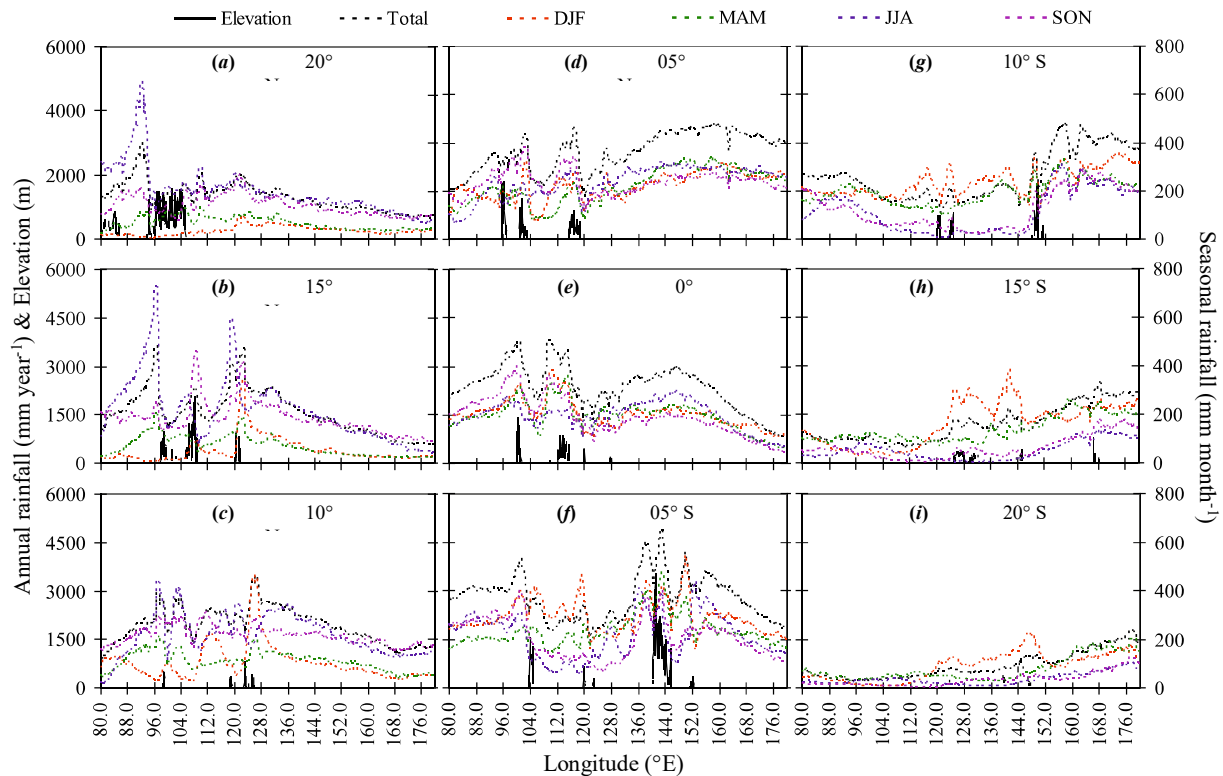 Elevation Total DJF MAM JJA SON
Annual rainfall (mm year-1) & Elevation (m)
Seasonal rainfall (mm month-1)
6000 (a) 20° (d) 05° (g) 10° S 800
4000 600
400
2000 200
0 0
6000 (b) 15° (e) 0° (h) 15° S 800
4500 600
3000 400
1500 200
0 0
6000 (c) 10° (f) 05° S (i) 20° S 800
4500 600
3000 400
1500 200
0 0
80.0 88.0 96.0 104.0 112.0 120.0 128.0 136.0 144.0 152.0 160.0 168.0 176.0 80.0 88.0 96.0 104.0 112.0 120.0 128.0 136.0 144.0 152.0 160.0 168.0 176.0 80.0 88.0 96.0 104.0 112.0 120.0 128.0 136.0 144.0 152.0 160.0 168.0 176.0
Longitude (°E)